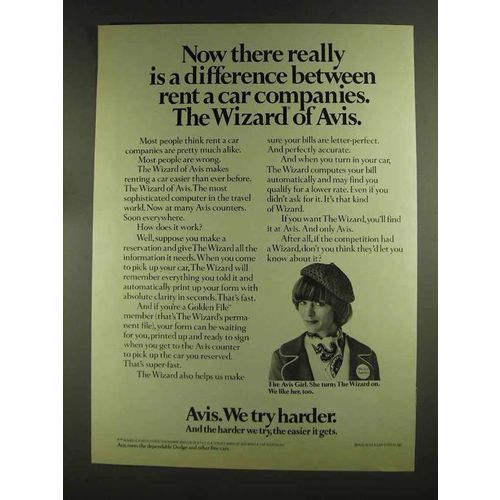 Now there really
is a difference between
rent a car companies.
The Wizard of Avis.
Most people think rent a car
companies are pretty much alike.
Most people are wrong.
The Wizard of Avis makes
renting a car easier than ever before.
The Wizard of Avis. The most
sophisticated computer in the travel
world. Now at many Avis counters.
Soon everywhere.
How does it work?
Well, suppose you make a
reservation and give The Wizard all the
information it needs. When you come
to pick up your car, The Wizard will
remember everything you told it and
automatically print up your form with
absolute clarity in seconds. That's fast.
And if you're a Golden File
member (that's The Wizard's perma-
nent file), your form can be waiting
for you, printed up and ready to sign
when you get to the Avis counter
to pick up the car you reserved.
That's super-fast.
The Wizard also helps us make
sure your bills are letter-perfect.
And perfectly accurate.
And when you turn in your car,
The Wizard computes your bill
automatically and may find you
qualify for a lower rate. Even if you
didn't ask for it. It's that kind
of Wizard.
If you want The Wizard, you'll find
it at Avis. And only Avis.
After all, if the competition had
a Wizard, don't you think they'd let you
know about it?
The Avis Girl. She turns The Wizard on.
We like her, too.
Avis. We try harder.
And the harder we try, the easier it gets.
Avis rents the dependable Dodge and other fine cars.